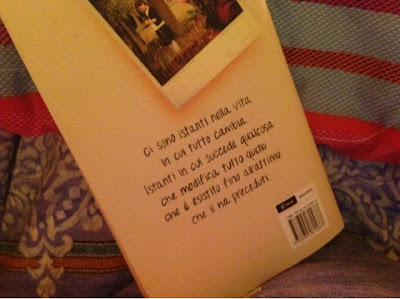 Ci sono istanti nella vita
in cui tutto cambia.
Istanti in cui succede qualcosa
che modifica tutto quello
che è esistito fino all'attimo
che li ha preceduti.